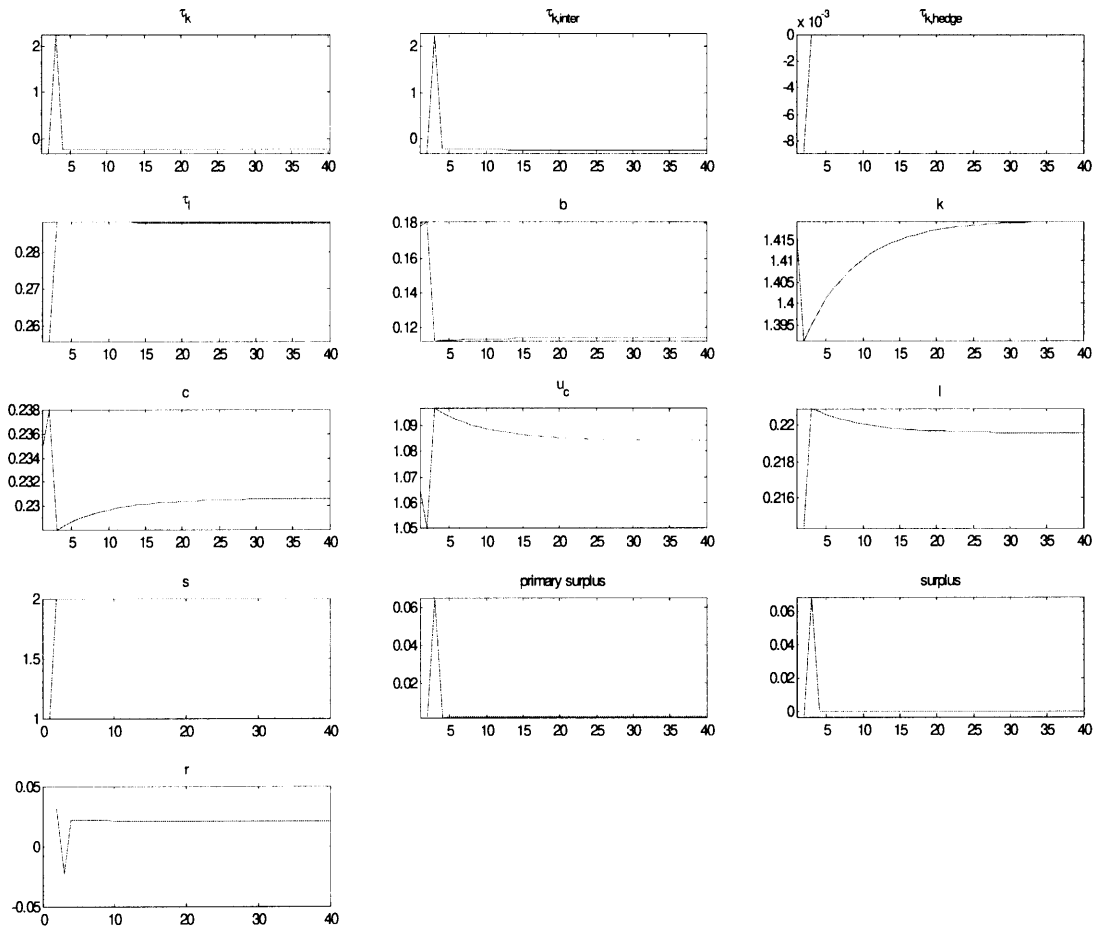 τk
τk,inter
τk,hedge
x 10-3
2
1
0
5 10 15 20 25 30 35 40
2
1
0
5 10 15 20 25 30 35 40
0
-2
-4
-6
-8
5 10 15 20 25 30 35 40
τl
b
k
0.28
0.27
0.26
5 10 15 20 25 30 35 40
0.18
0.16
0.14
0.12
5 10 15 20 25 30 35 40
1.415
1.41
1.405
1.4
1.395
5 10 15 20 25 30 35 40
c
uc
l
0.238
0.236
0.234
0.232
0.23
5 10 15 20 25 30 35 40
1.09
1.08
1.07
1.06
1.05
5 10 15 20 25 30 35 40
0.22
0.218
0.216
5 10 15 20 25 30 35 40
s
primary surplus
surplus
2
1.5
1
0 10 20 30 40
0.06
0.04
0.02
5 10 15 20 25 30 35 40
0.06
0.04
0.02
0
5 10 15 20 25 30 35 40
r
0.05
0
-0.05
0 10 20 30 40